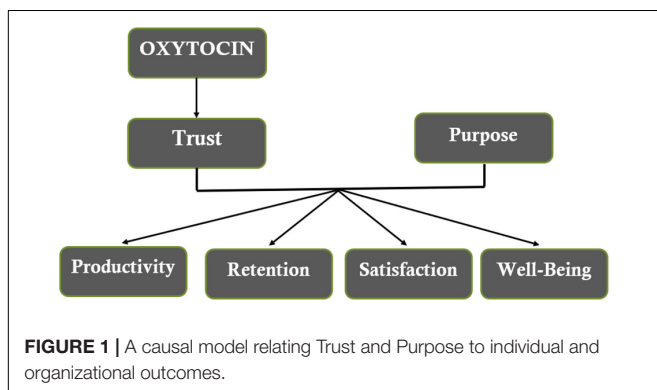 OXYTOCIN
Trust
Purpose
Productivity
Retention
Satisfaction
Well-Being
FIGURE 1 | A causal model relating Trust and Purpose to individual and
organizational outcomes.